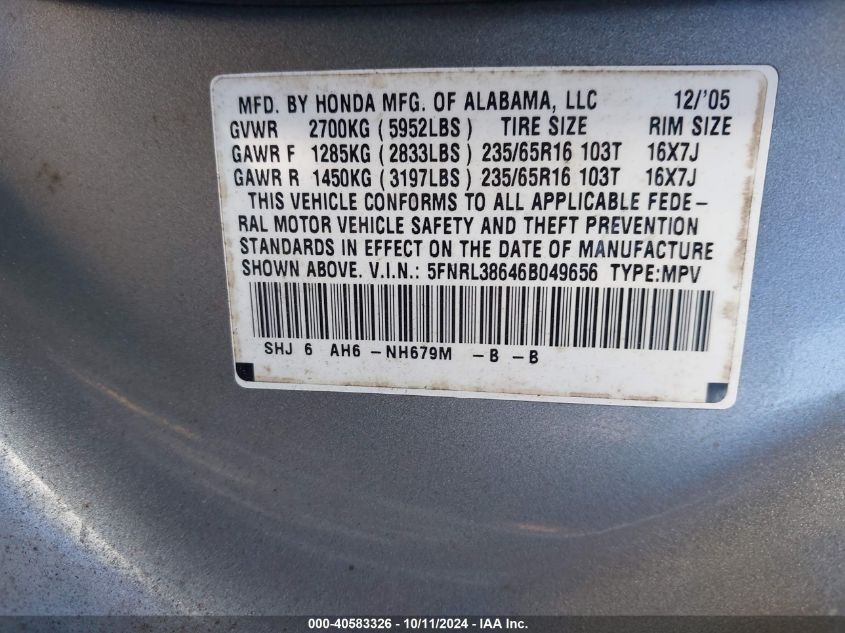 MFD. BY HONDA MFG. OF ALABAMA, LLC 12/'05
GVWR 2700KG (5952LBS) TIRE SIZE RIM SIZE
GAWR F 1285KG (2833LBS) 235/65R16 103T 16X7J
GAWR R 1450KG (3197LBS) 235/65R16 103T 16X7J
THIS VEHICLE CONFORMS TO ALL APPLICABLE FEDE-
RAL MOTOR VEHICLE SAFETY AND THEFT PREVENTION
STANDARDS IN EFFECT ON THE DATE OF MANUFACTURE
SHOWN ABOVE. V.I.N.: 5FNRL38646B049656 TYPE:MPV
SHJ 6 AH6 -NH679M -B -B
000-40583326 - 10/11/2024 - IAA Inc.